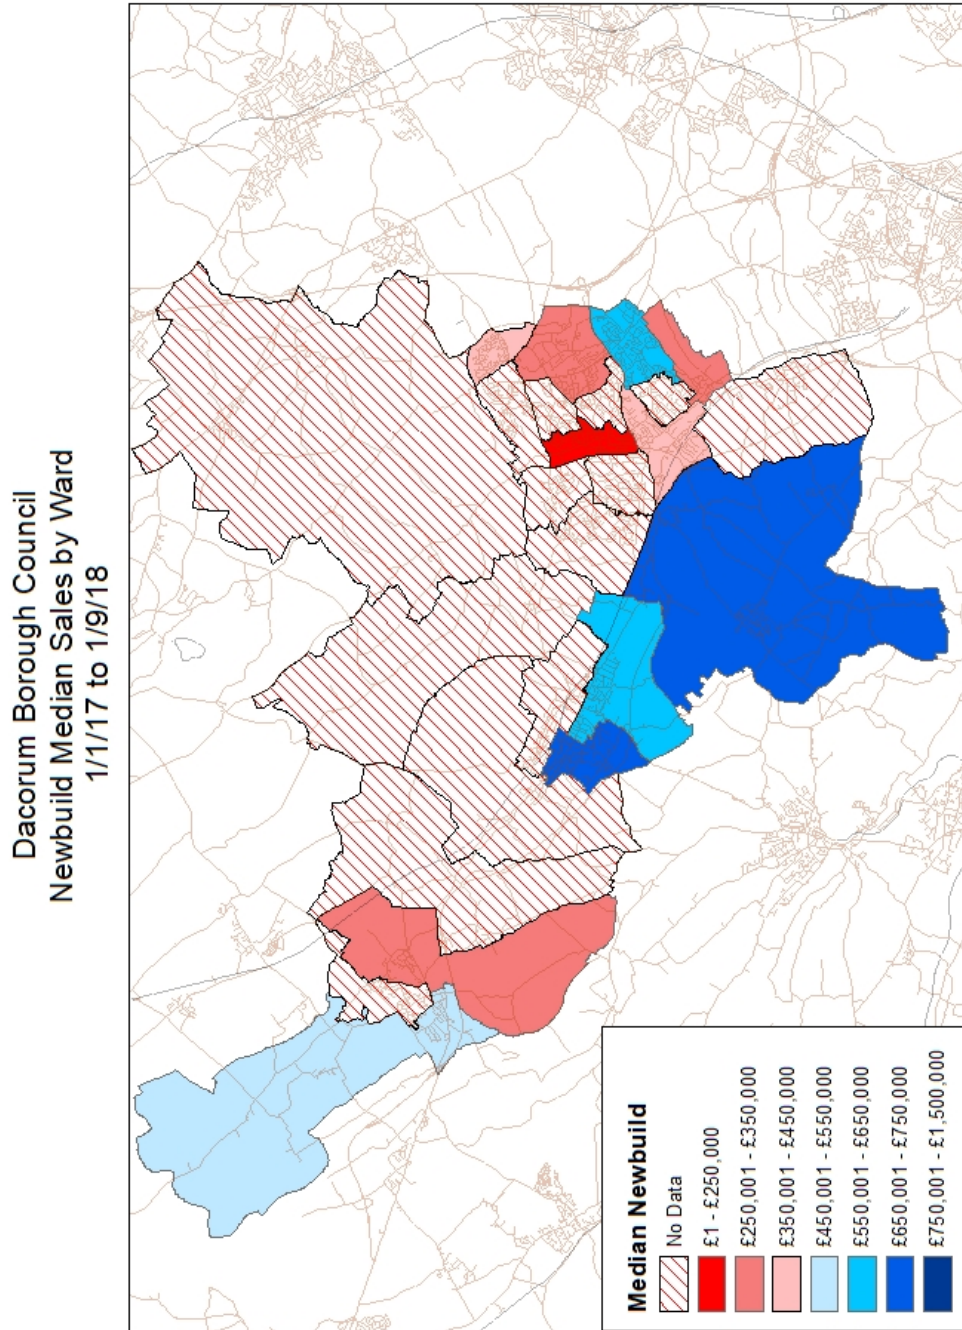 Dacorum Borough Council
Newbuild Median Sales by Ward
1/1/17 to 1/9/18
Median Newbuild
No Data
£1 - £250,000
£250,001 - £350,000
£350,001 - £450,000
£450,001 - £550,000
£550,001 - £650,000
£650,001 - £750,000
£750,001 - £1,500,000